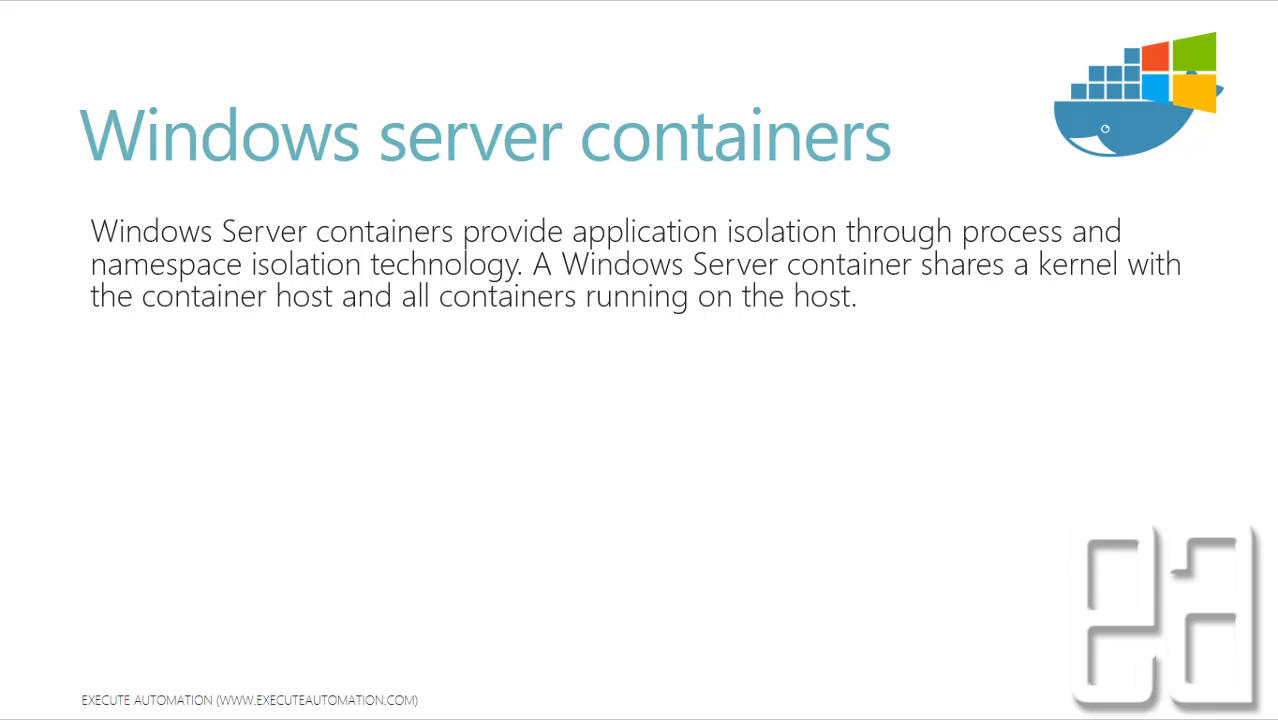 Windows server containers
Windows Server containers provide application isolation through process and
namespace isolation technology. A Windows Server container shares a kernel with
the container host and all containers running on the host.
ea
EXECUTE AUTOMATION (WWW.EXECUTEAUTOMATION.COM)